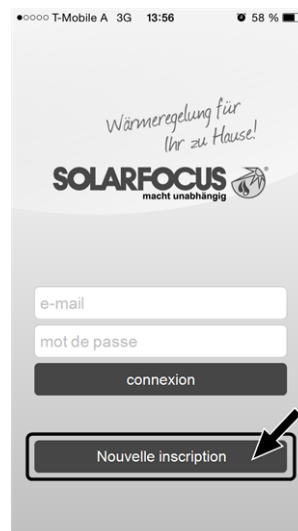 ●○○○○ T-Mobile A 3G 13:56 58 %
Wärmeregelung für
Ihr zu Hause!
SOLARFOCUS
macht unabhängig
e-mail
mot de passe
connexion
Nouvelle inscription